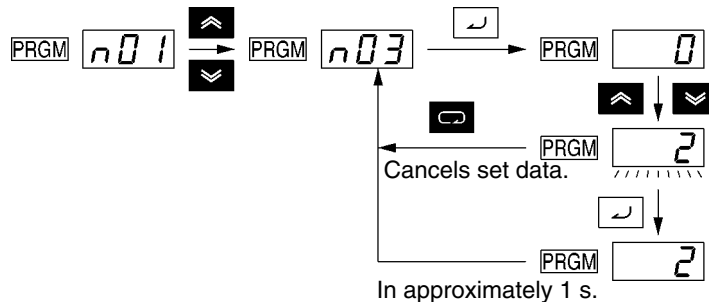 PRGM n01 PRGM n03 PRGM 0
PRGM 2
Cancels set data.
PRGM 2
In approximately 1 s.